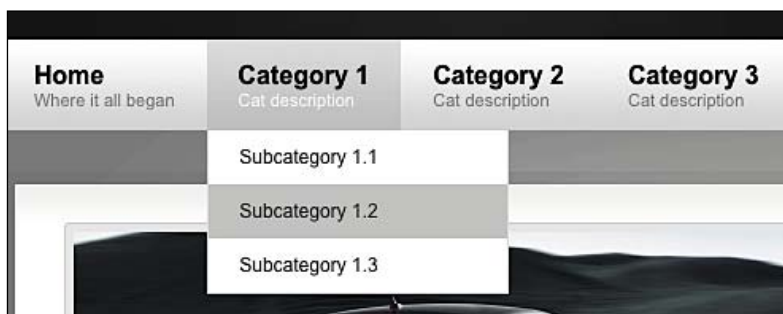 Home
Where it all began
Category 1
Cat description
Category 2
Cat description
Category 3
Cat description
Subcategory 1.1
Subcategory 1.2
Subcategory 1.3